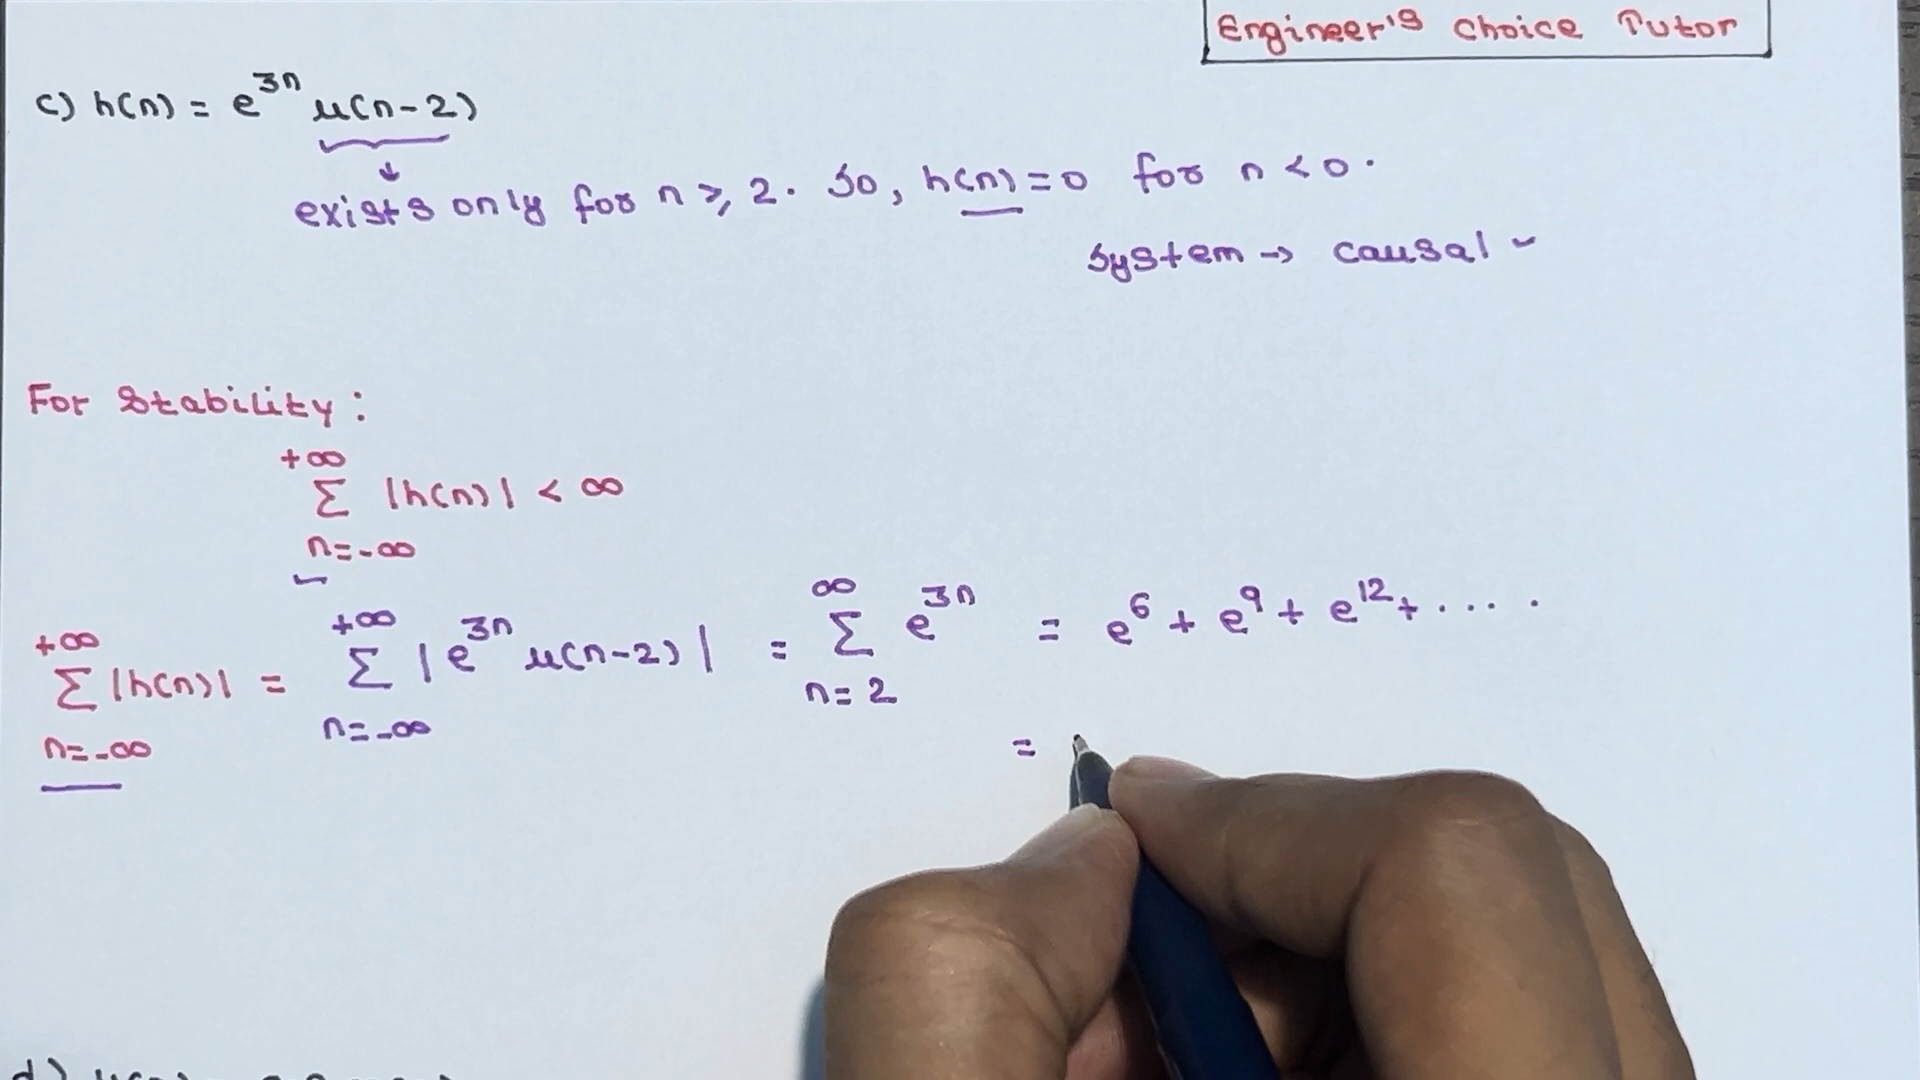 Engineer's Choice Tutor
c) h(n) = e^{3n} u(n-2)
↓
exists only for n ≥ 2. So, h(n) = 0 for n < 0.
System → causal
For Stability:
+∞
Σ |h(n)| < ∞
n=-∞
+∞ +∞ ∞
Σ |h(n)| = Σ |e^{3n} u(n-2)| = Σ e^{3n} = e^6 + e^9 + e^{12} + .... .
n=-∞ n=-∞ n=2
=
d)